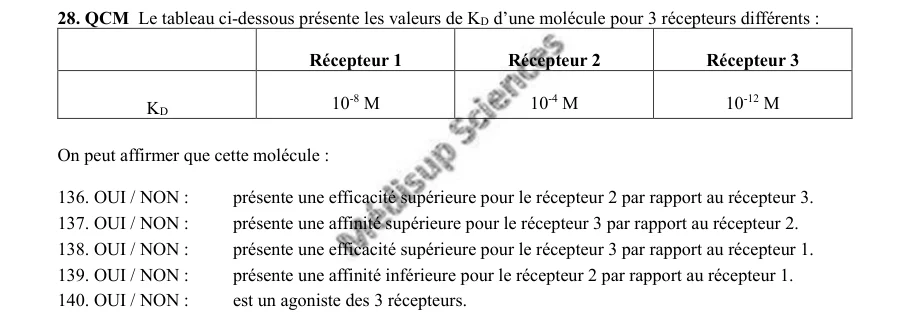 28. QCM Le tableau ci-dessous présente les valeurs de KD d’une molécule pour 3 récepteurs différents :
Récepteur 1 Récepteur 2 Récepteur 3
KD 10⁻⁸ M 10⁻⁴ M 10⁻¹² M
On peut affirmer que cette molécule :
136. OUI / NON : présente une efficacité supérieure pour le récepteur 2 par rapport au récepteur 3.
137. OUI / NON : présente une affinité supérieure pour le récepteur 3 par rapport au récepteur 2.
138. OUI / NON : présente une efficacité supérieure pour le récepteur 3 par rapport au récepteur 1.
139. OUI / NON : présente une affinité inférieure pour le récepteur 2 par rapport au récepteur 1.
140. OUI / NON : est un agoniste des 3 récepteurs.
Médisup Sciences